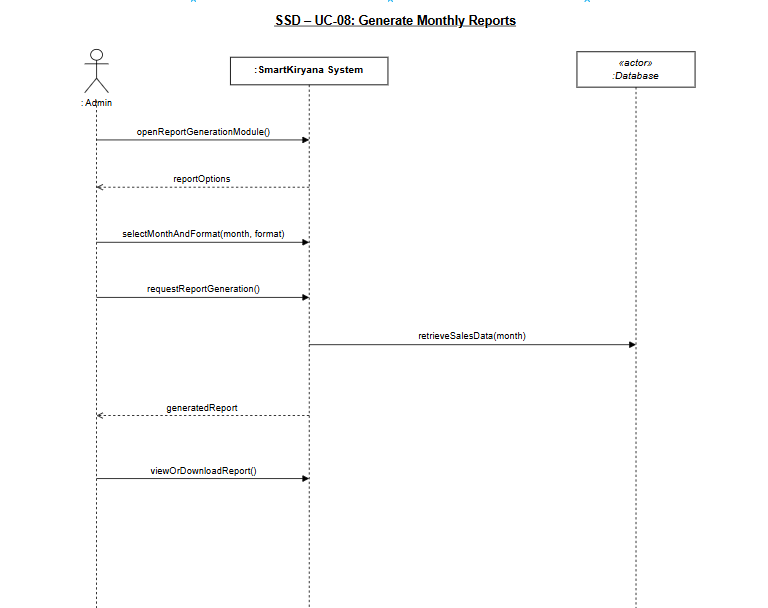 SSD – UC-08: Generate Monthly Reports
: Admin
:SmartKiryana System
«actor»
:Database
openReportGenerationModule()
reportOptions
selectMonthAndFormat(month, format)
requestReportGeneration()
retrieveSalesData(month)
generatedReport
viewOrDownloadReport()